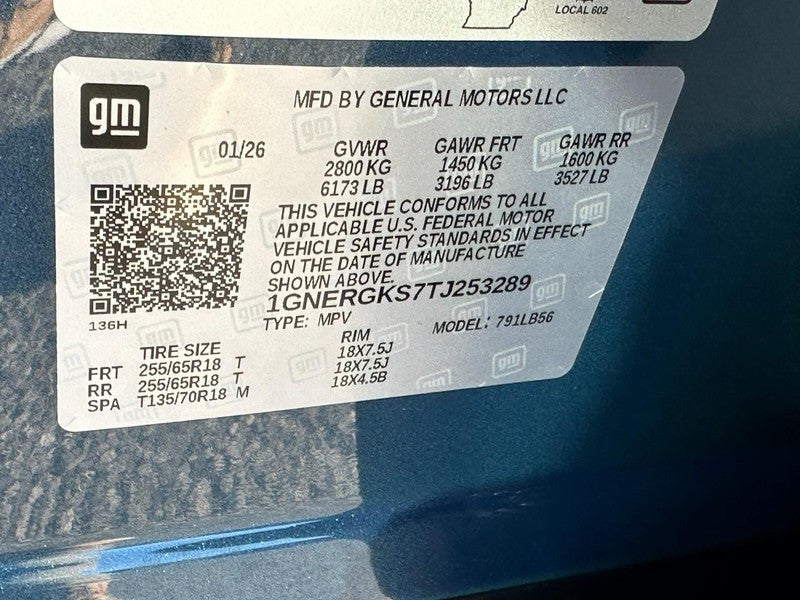 LOCAL 602
gm
MFD BY GENERAL MOTORS LLC
01/26 GVWR GAWR FRT GAWR RR
2800 KG 1450 KG 1600 KG
6173 LB 3196 LB 3527 LB
THIS VEHICLE CONFORMS TO ALL
APPLICABLE U.S. FEDERAL MOTOR
VEHICLE SAFETY STANDARDS IN EFFECT
ON THE DATE OF MANUFACTURE
SHOWN ABOVE.
1GNERGKS7TJ253289
136H
TYPE: MPV MODEL: 791LB56
TIRE SIZE RIM
FRT 255/65R18 T 18X7.5J
RR 255/65R18 T 18X7.5J
SPA T135/70R18 M 18X4.5B